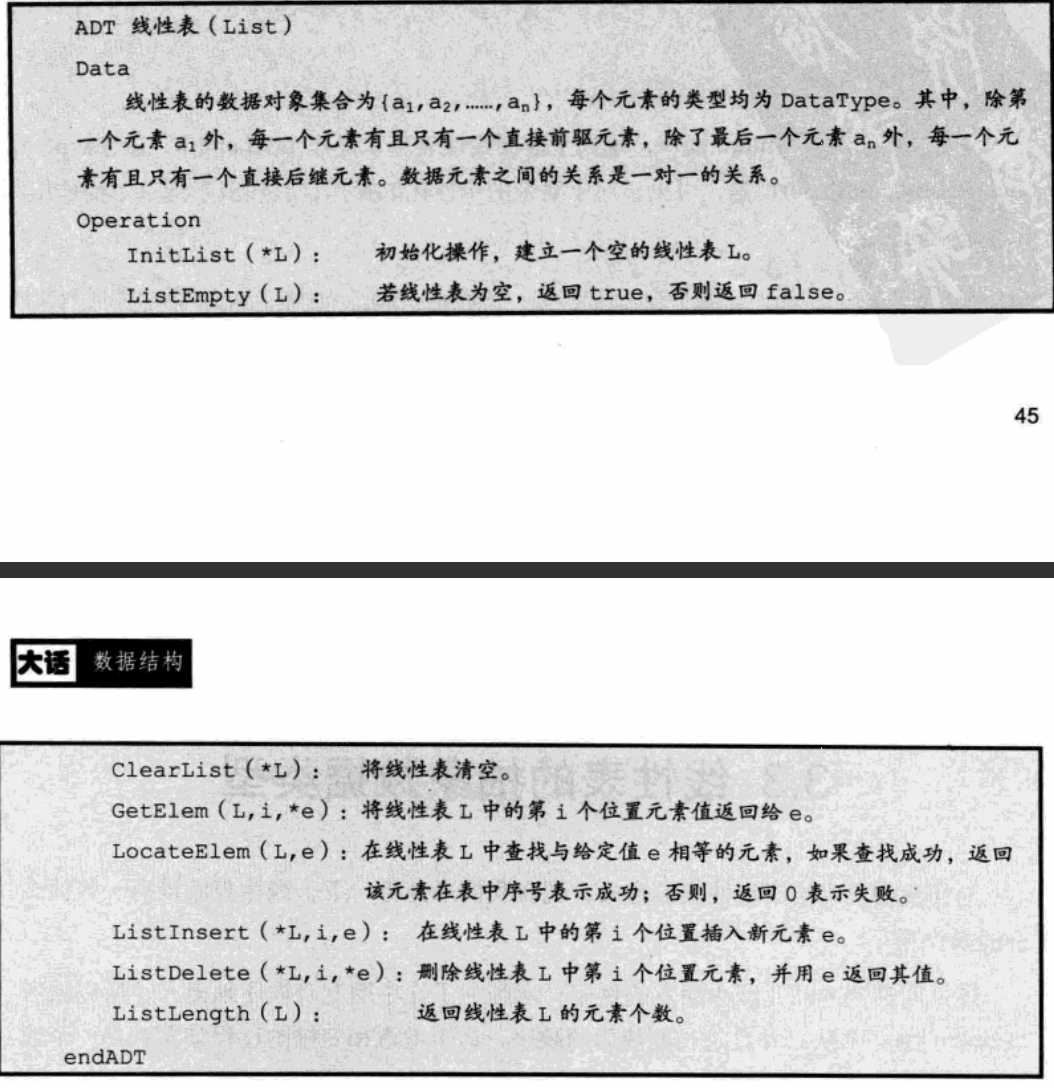 ADT 线性表(List)
Data
线性表的数据对象集合为{a₁,a₂,……,aₙ}，每个元素的类型均为 DataType。其中，除第
一个元素 a₁ 外，每一个元素有且只有一个直接前驱元素，除了最后一个元素 aₙ 外，每一个元
素有且只有一个直接后继元素。数据元素之间的关系是一对一的关系。
Operation
InitList(*L)： 初始化操作，建立一个空的线性表 L。
ListEmpty(L)： 若线性表为空，返回 true，否则返回 false。
45
大话 数据结构
ClearList(*L)： 将线性表清空。
GetElem(L,i,*e)：将线性表 L 中的第 i 个位置元素值返回给 e。
LocateElem(L,e)：在线性表 L 中查找与给定值 e 相等的元素，如果查找成功，返回
该元素在表中序号表示成功；否则，返回 0 表示失败。
ListInsert(*L,i,e)： 在线性表 L 中的第 i 个位置插入新元素 e。
ListDelete(*L,i,*e)：删除线性表 L 中第 i 个位置元素，并用 e 返回其值。
ListLength(L)： 返回线性表 L 的元素个数。
endADT